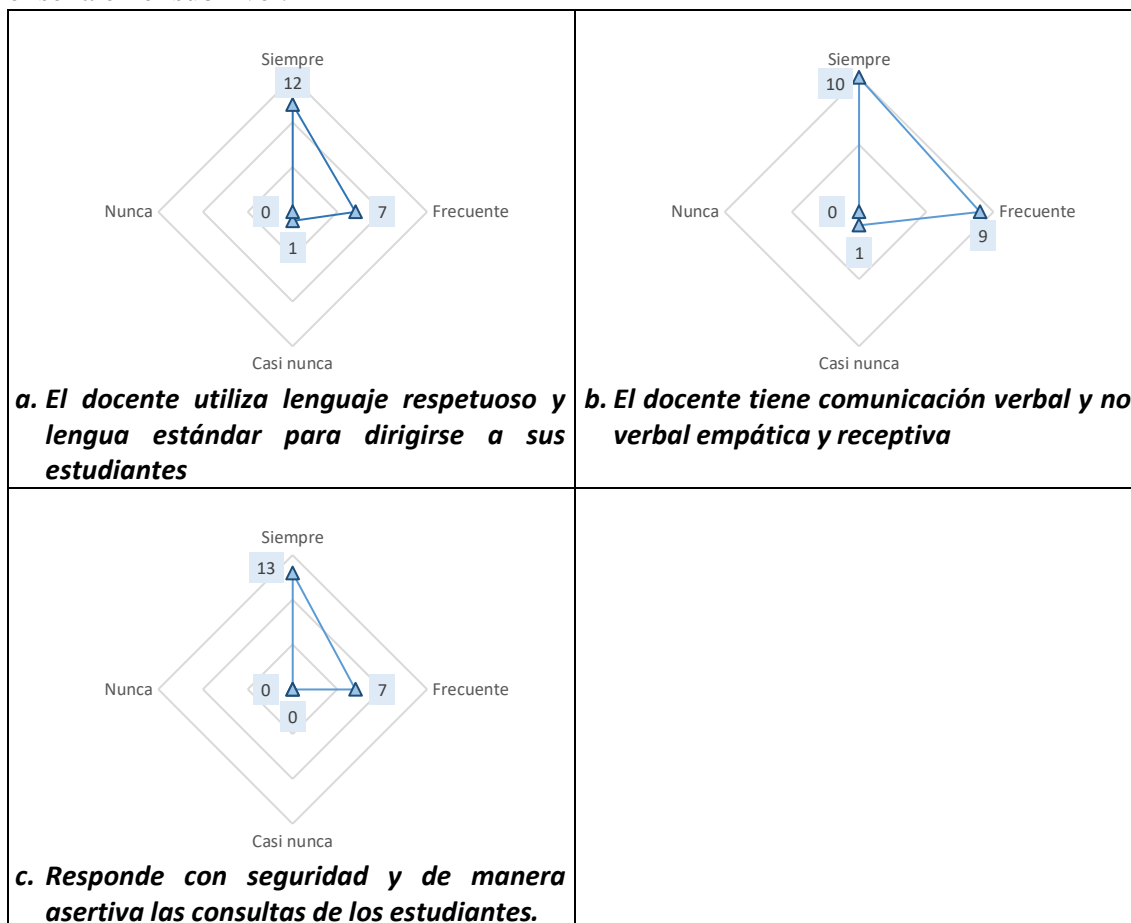 Siempre
12
Nunca
0
7
Frecuente
1
Casi nunca
a. El docente utiliza lenguaje respetuoso y
lengua estándar para dirigirse a sus
estudiantes
Siempre
10
Nunca
0
Frecuente
9
1
Casi nunca
b. El docente tiene comunicación verbal y no
verbal empática y receptiva
Siempre
13
Nunca
0
7
Frecuente
0
Casi nunca
c. Responde con seguridad y de manera
asertiva las consultas de los estudiantes.